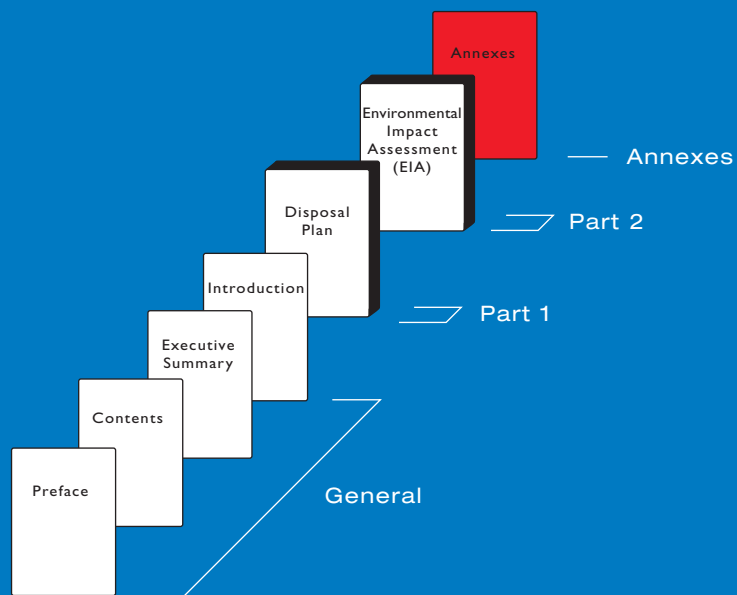 Annexes
Environmental
Impact
Assessment
(EIA)
Annexes
Disposal
Plan
Part 2
Introduction
Part 1
Executive
Summary
Contents
Preface
General